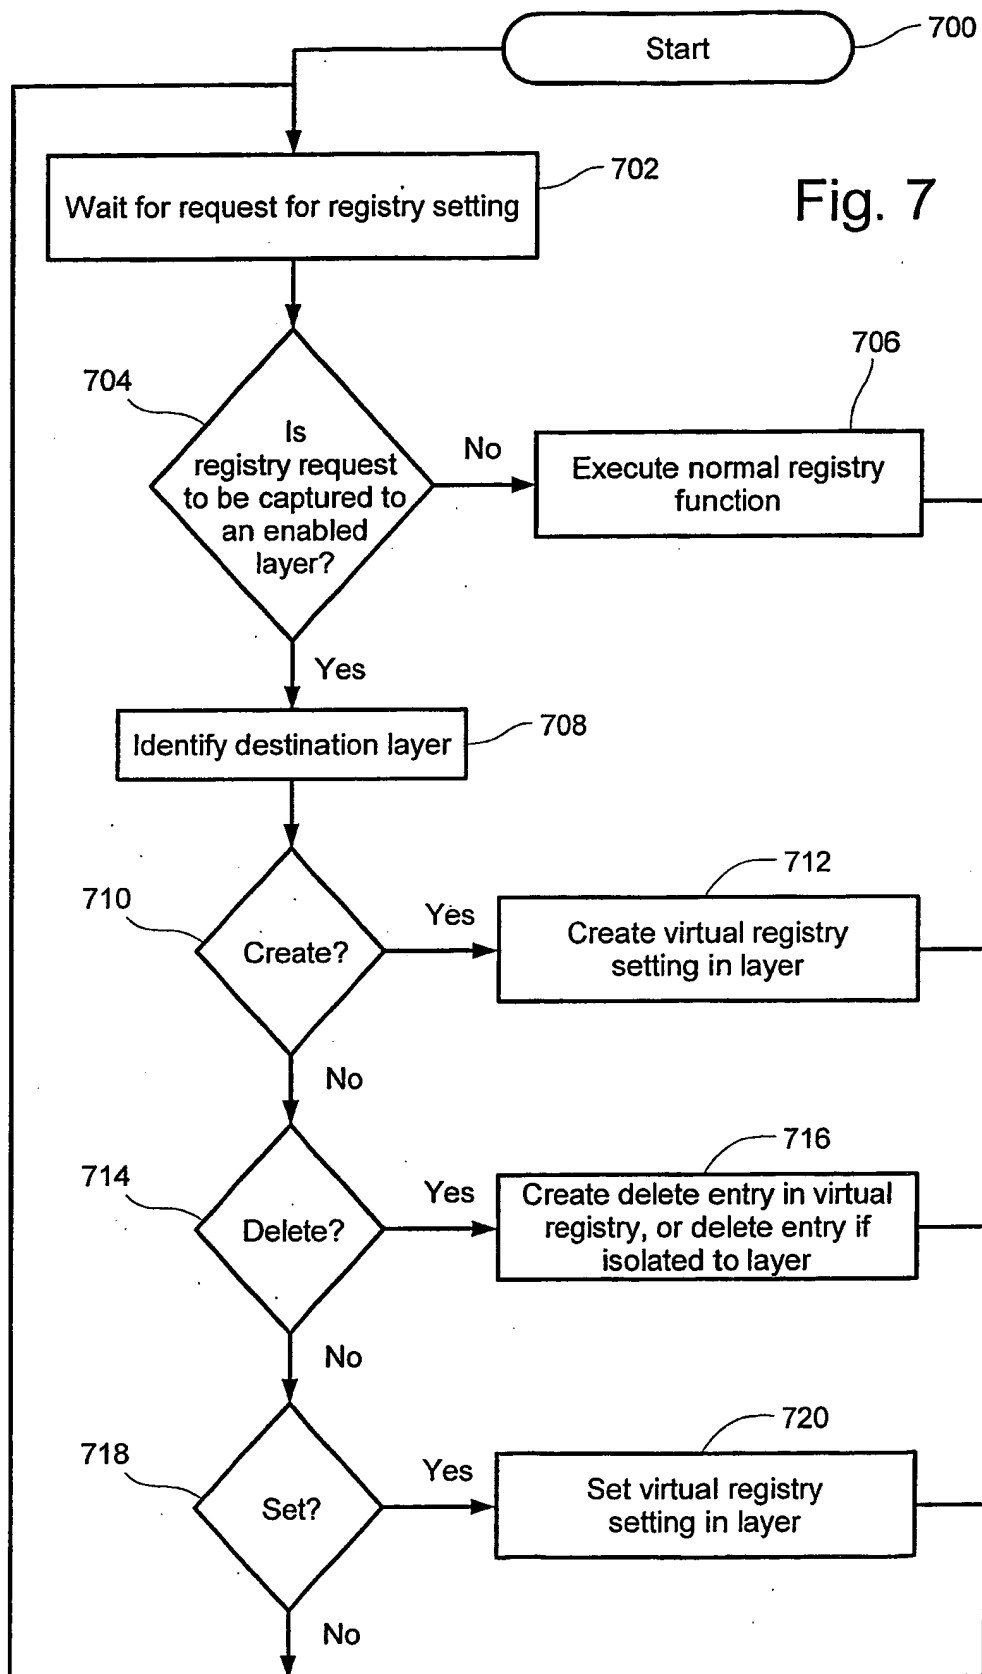 Start
700
702
Wait for request for registry setting
Fig. 7
704
Is
registry request
to be captured to
an enabled
layer?
No
706
Execute normal registry
function
Yes
Identify destination layer
708
710
Create?
Yes
712
Create virtual registry
setting in layer
No
714
Delete?
Yes
716
Create delete entry in virtual
registry, or delete entry if
isolated to layer
No
718
Set?
Yes
720
Set virtual registry
setting in layer
No